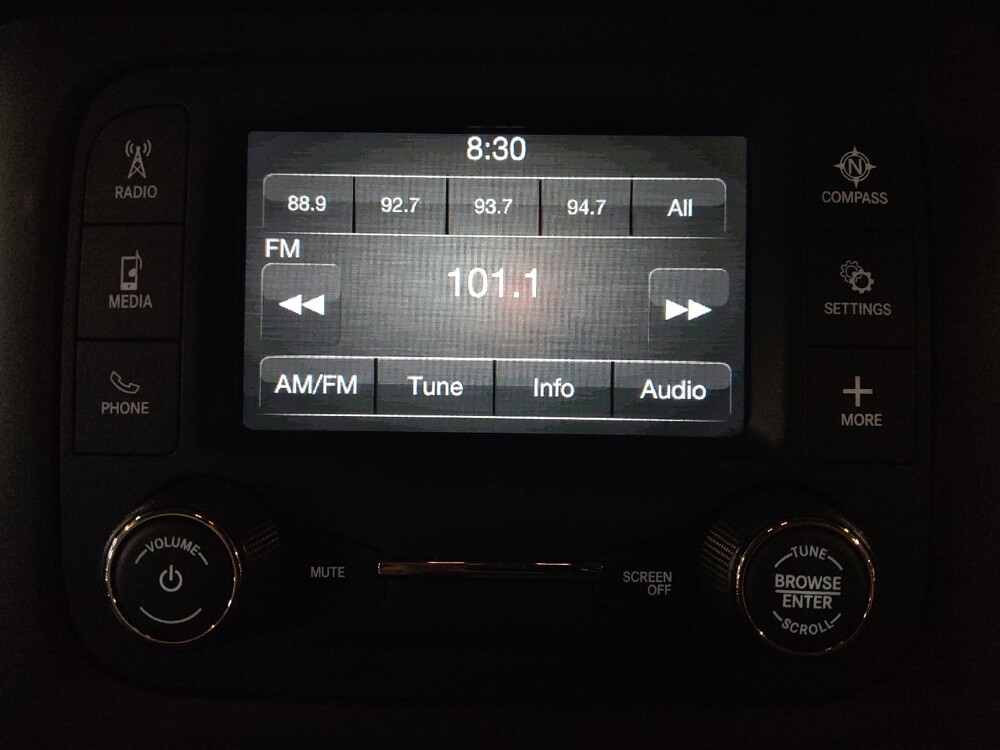 8:30
88.9 92.7 93.7 94.7 All
FM
101.1
AM/FM Tune Info Audio
RADIO
MEDIA
PHONE
N
COMPASS
SETTINGS
MORE
VOLUME
MUTE
SCREEN
OFF
TUNE
BROWSE
ENTER
SCROLL